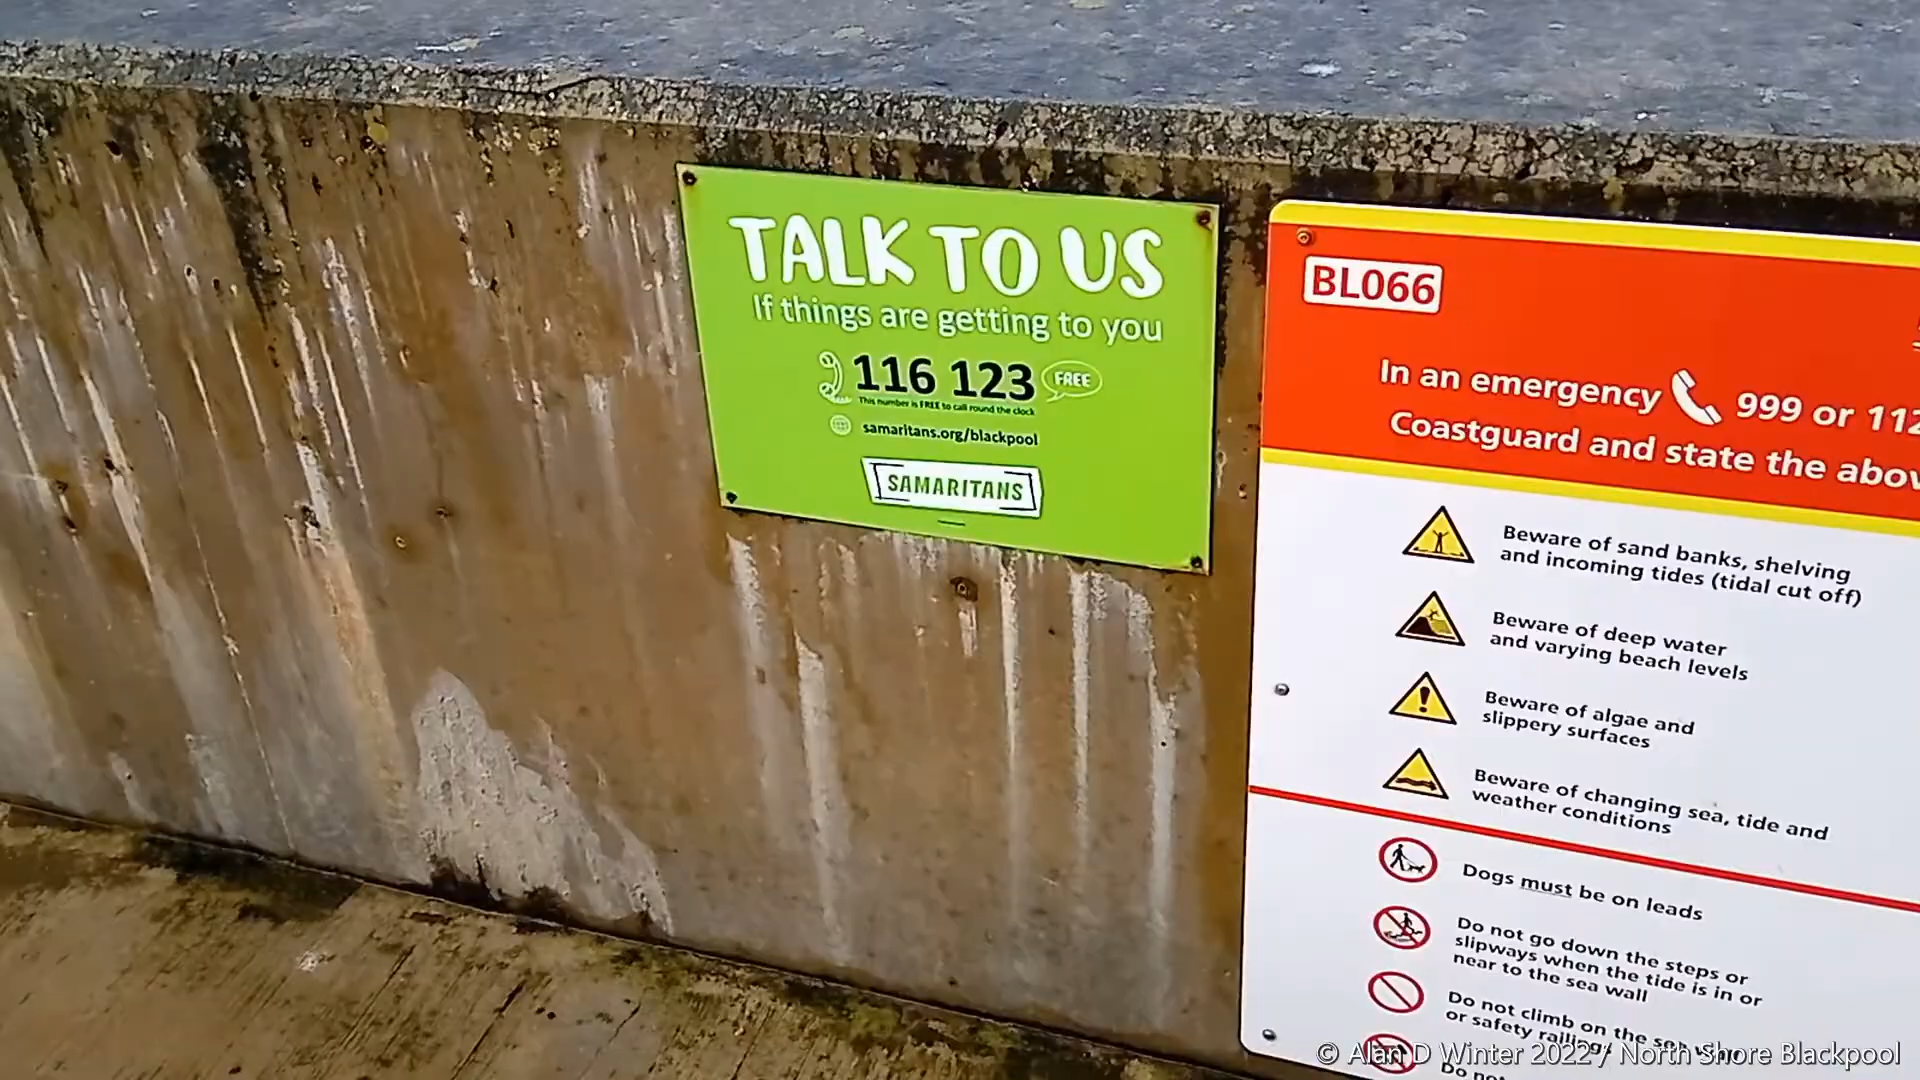 TALK TO US
If things are getting to you
116 123 FREE
This number is FREE to call round the clock
samaritans.org/blackpool
SAMARITANS
BL066
In an emergency 999 or 112
Coastguard and state the
Beware of sand banks, shelving
and incoming tides (tidal cut off)
Beware of deep water
and varying beach levels
Beware of algae and
slippery surfaces
Beware of changing sea, tide and
weather conditions
Dogs must be on leads
Do not go down the steps or
slipways when the tide is in or
near to the sea wall
Do not climb on the sea
or safety railings
Do not
© Alan D Winter 2022 / North Shore Blackpool